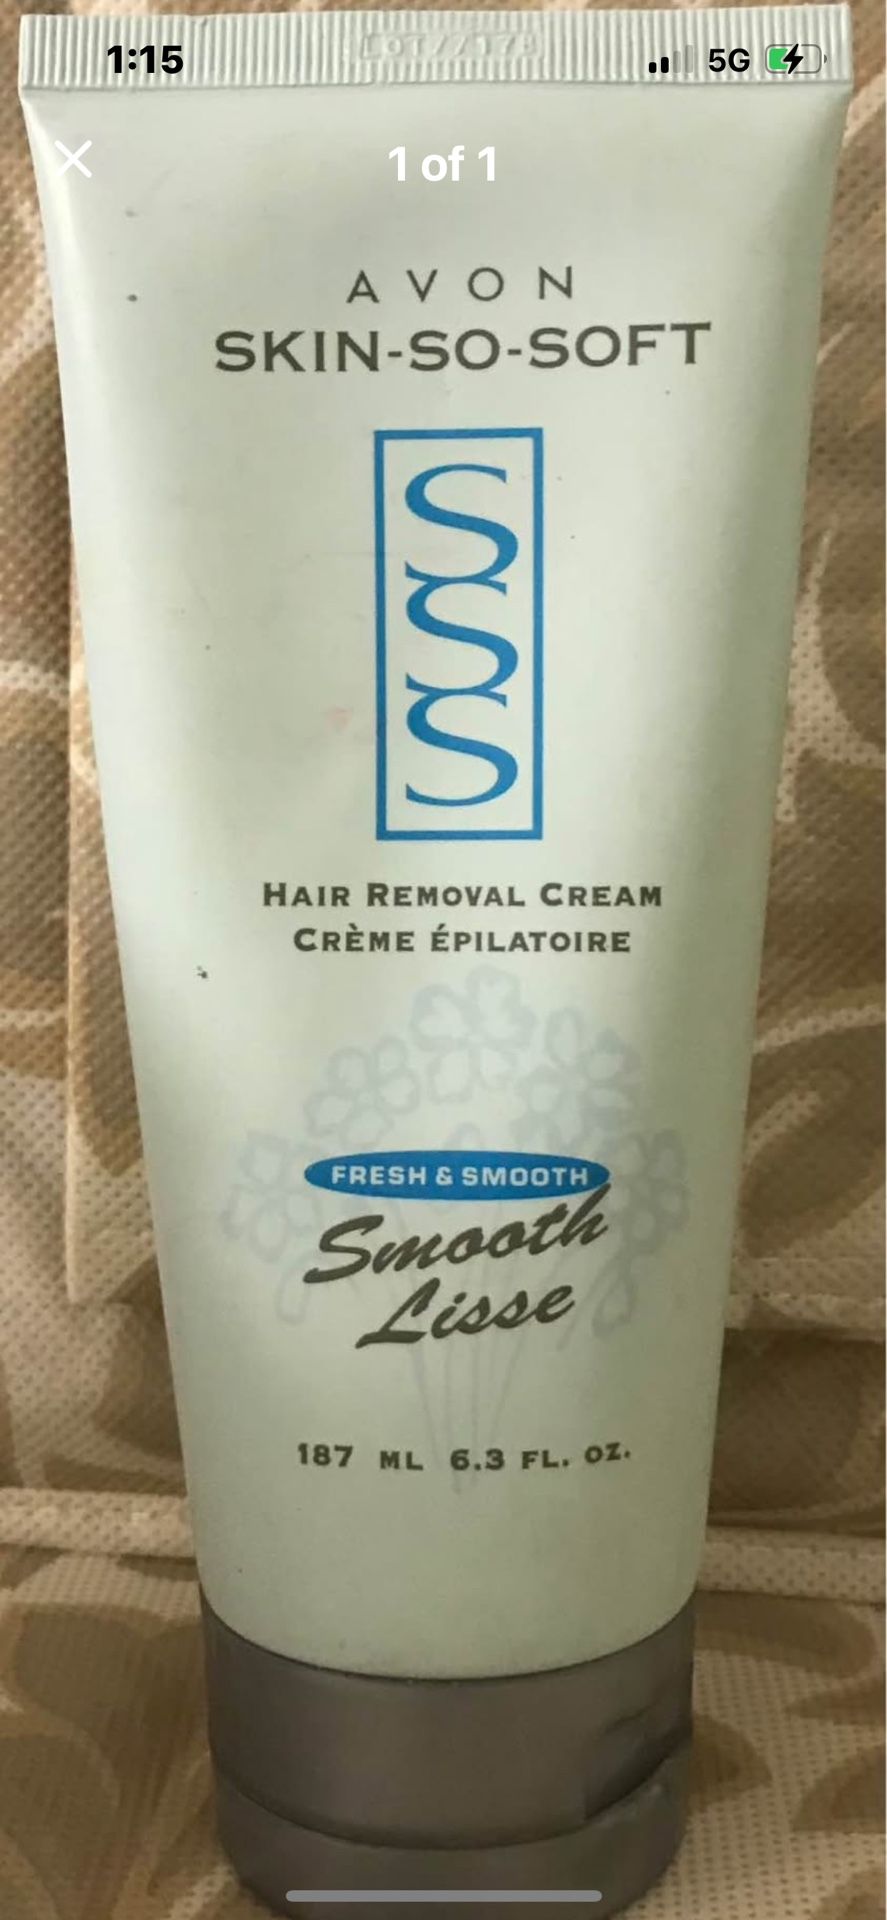 1:15
5G
1 of 1
AVON
SKIN-SO-SOFT
SSS
HAIR REMOVAL CREAM
CRÈME ÉPILATOIRE
FRESH & SMOOTH
Smooth
Lisse
187 ML 6.3 FL. OZ.